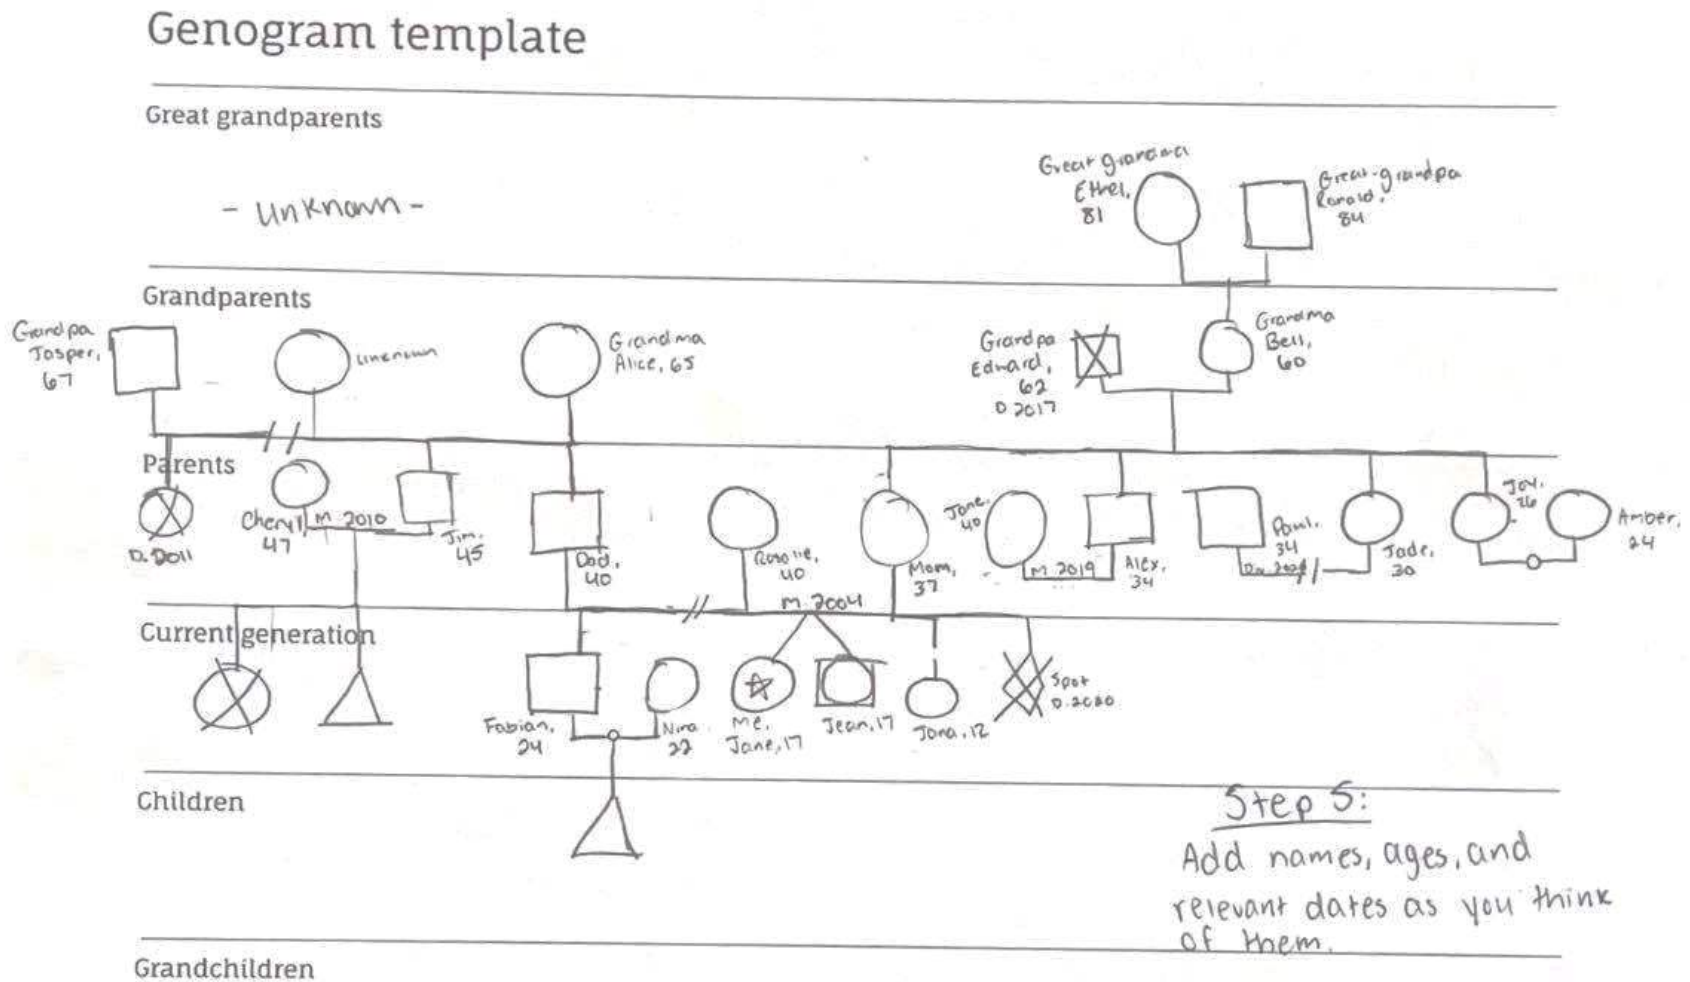 Genogram template
Great grandparents
- Unknown -
Great grandma
Ethel,
81
Great-grandpa
Ronald,
84
Grandparents
Grandpa
Jasper,
67
unknown
Grandma
Alice, 65
Grandpa
Edward,
62
D 2017
Grandma
Bell,
60
Parents
D. 2011
Cheryl
47
M 2010
Jim,
45
Dad,
40
Rosalie,
40
Mom,
37
Jane,
40
M 2019
Alex,
34
Paul,
34
Jade,
30
Joy,
26
Amber,
24
M 2004
Current generation
Fabian,
24
Nina
22
Me,
Jane, 17
Jean, 17
Jana, 12
Spot
D. 2020
Children
Step 5:
Add names, ages, and
relevant dates as you think
of them.
Grandchildren